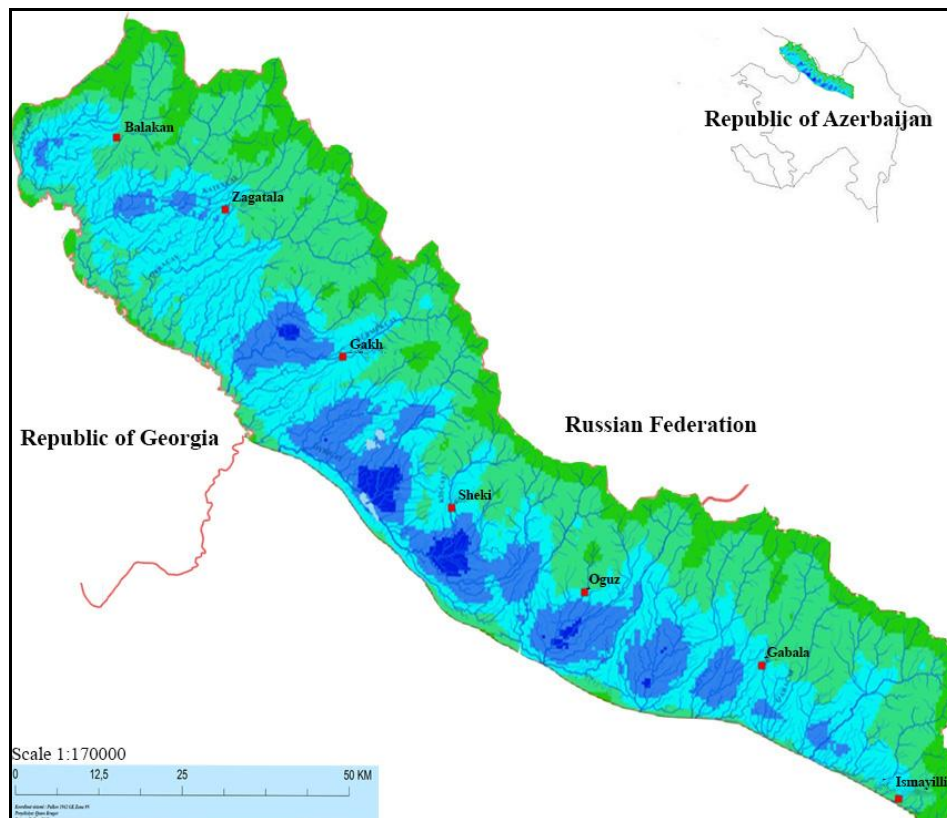 Republic of Azerbaijan
Balakan
Zagatala
Gakh
Republic of Georgia
Russian Federation
Sheki
Oguz
Gabala
Scale 1:170000
0 12,5 25 50 KM
Ismayilli